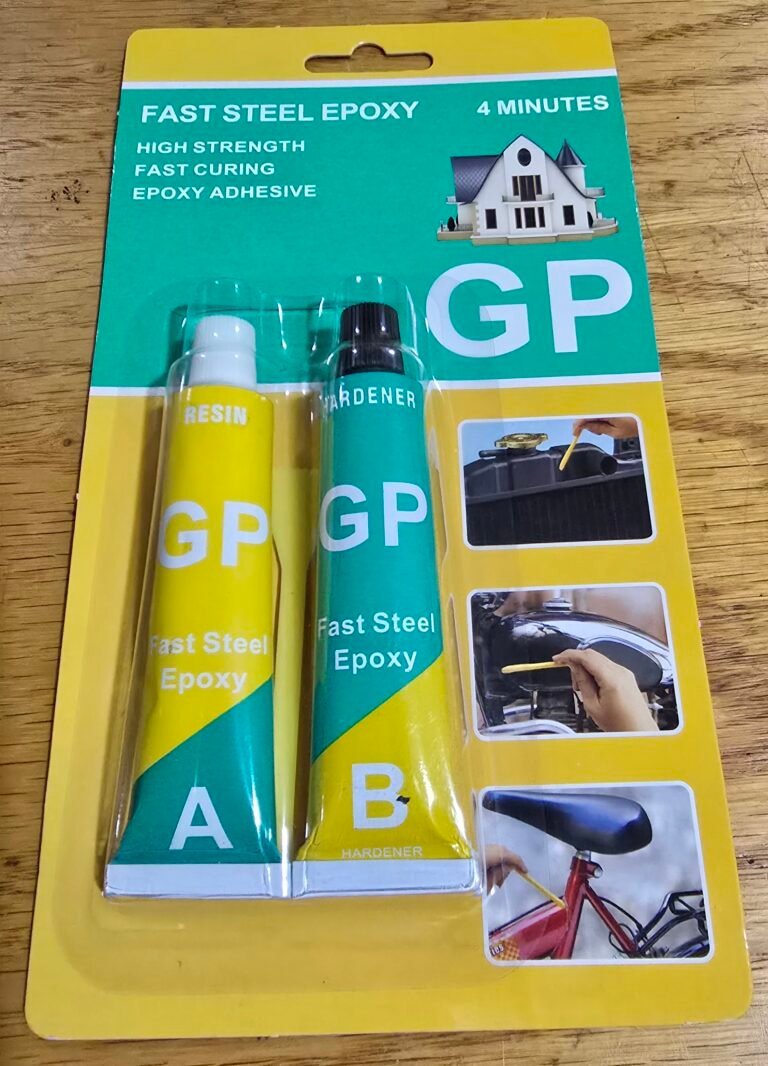 FAST STEEL EPOXY
4 MINUTES
HIGH STRENGTH
FAST CURING
EPOXY ADHESIVE
GP
RESIN
GP
Fast Steel
Epoxy
A
HARDENER
GP
Fast Steel
Epoxy
B
HARDENER